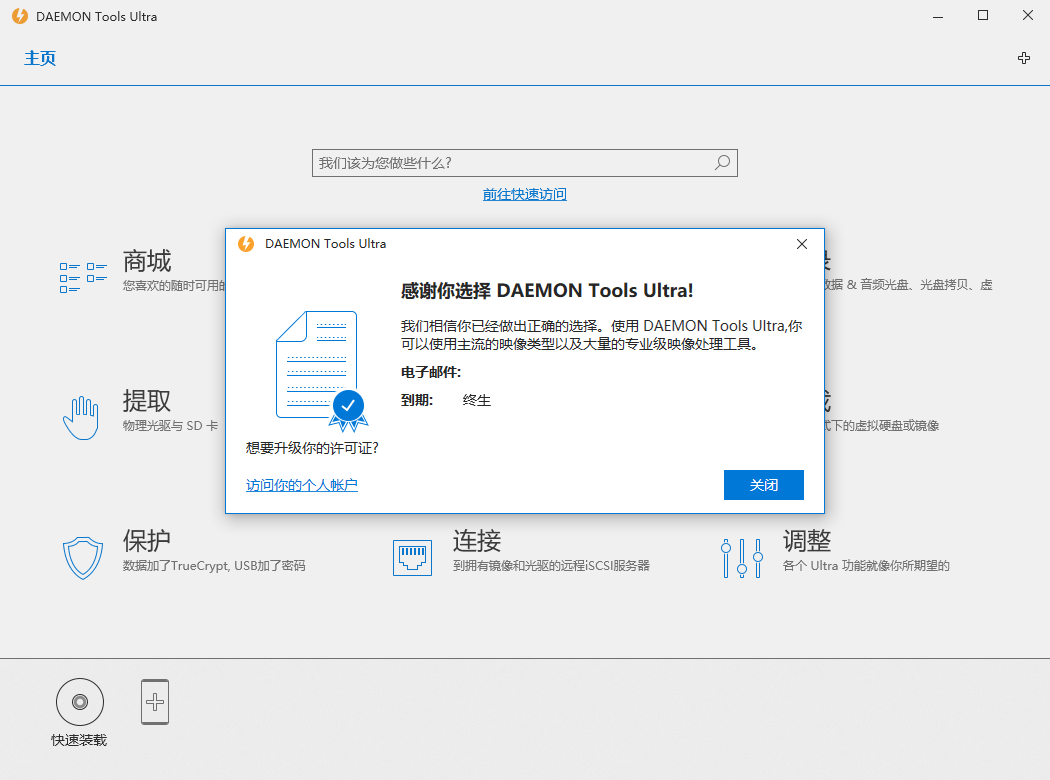 DAEMON Tools Ultra
主页
我们该为您做些什么?
前往快速访问
商城
您喜欢的随时可用的
数据 & 音频光盘、光盘拷贝、虚
提取
物理光驱与 SD 卡
下的虚拟硬盘或镜像
DAEMON Tools Ultra
感谢你选择 DAEMON Tools Ultra!
我们相信你已经做出正确的选择。使用 DAEMON Tools Ultra,你
可以使用主流的映像类型以及大量的专业级映像处理工具。
电子邮件:
到期: 终生
想要升级你的许可证?
访问你的个人帐户
关闭
保护
数据加了TrueCrypt, USB加了密码
连接
到拥有镜像和光驱的远程iSCSI服务器
调整
各个 Ultra 功能就像你所期望的
快速装载